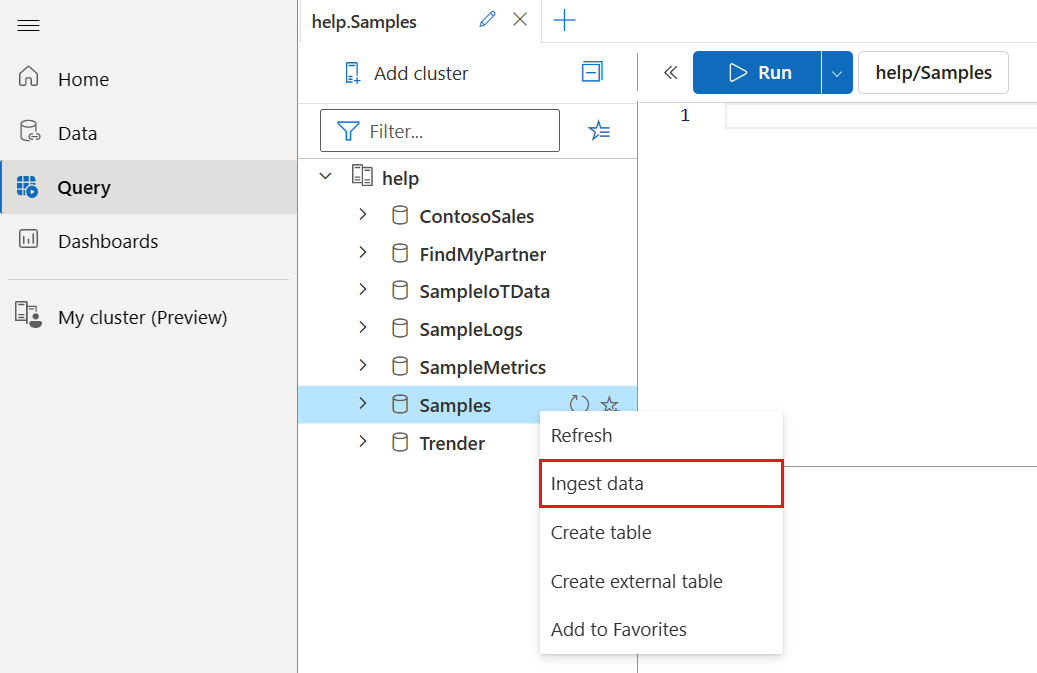 help.Samples
Home
Data
Query
Dashboards
My cluster (Preview)
Add cluster
Filter...
help
ContosoSales
FindMyPartner
SampleIoTData
SampleLogs
SampleMetrics
Samples
Trender
Refresh
Ingest data
Create table
Create external table
Add to Favorites
Run
help/Samples
1